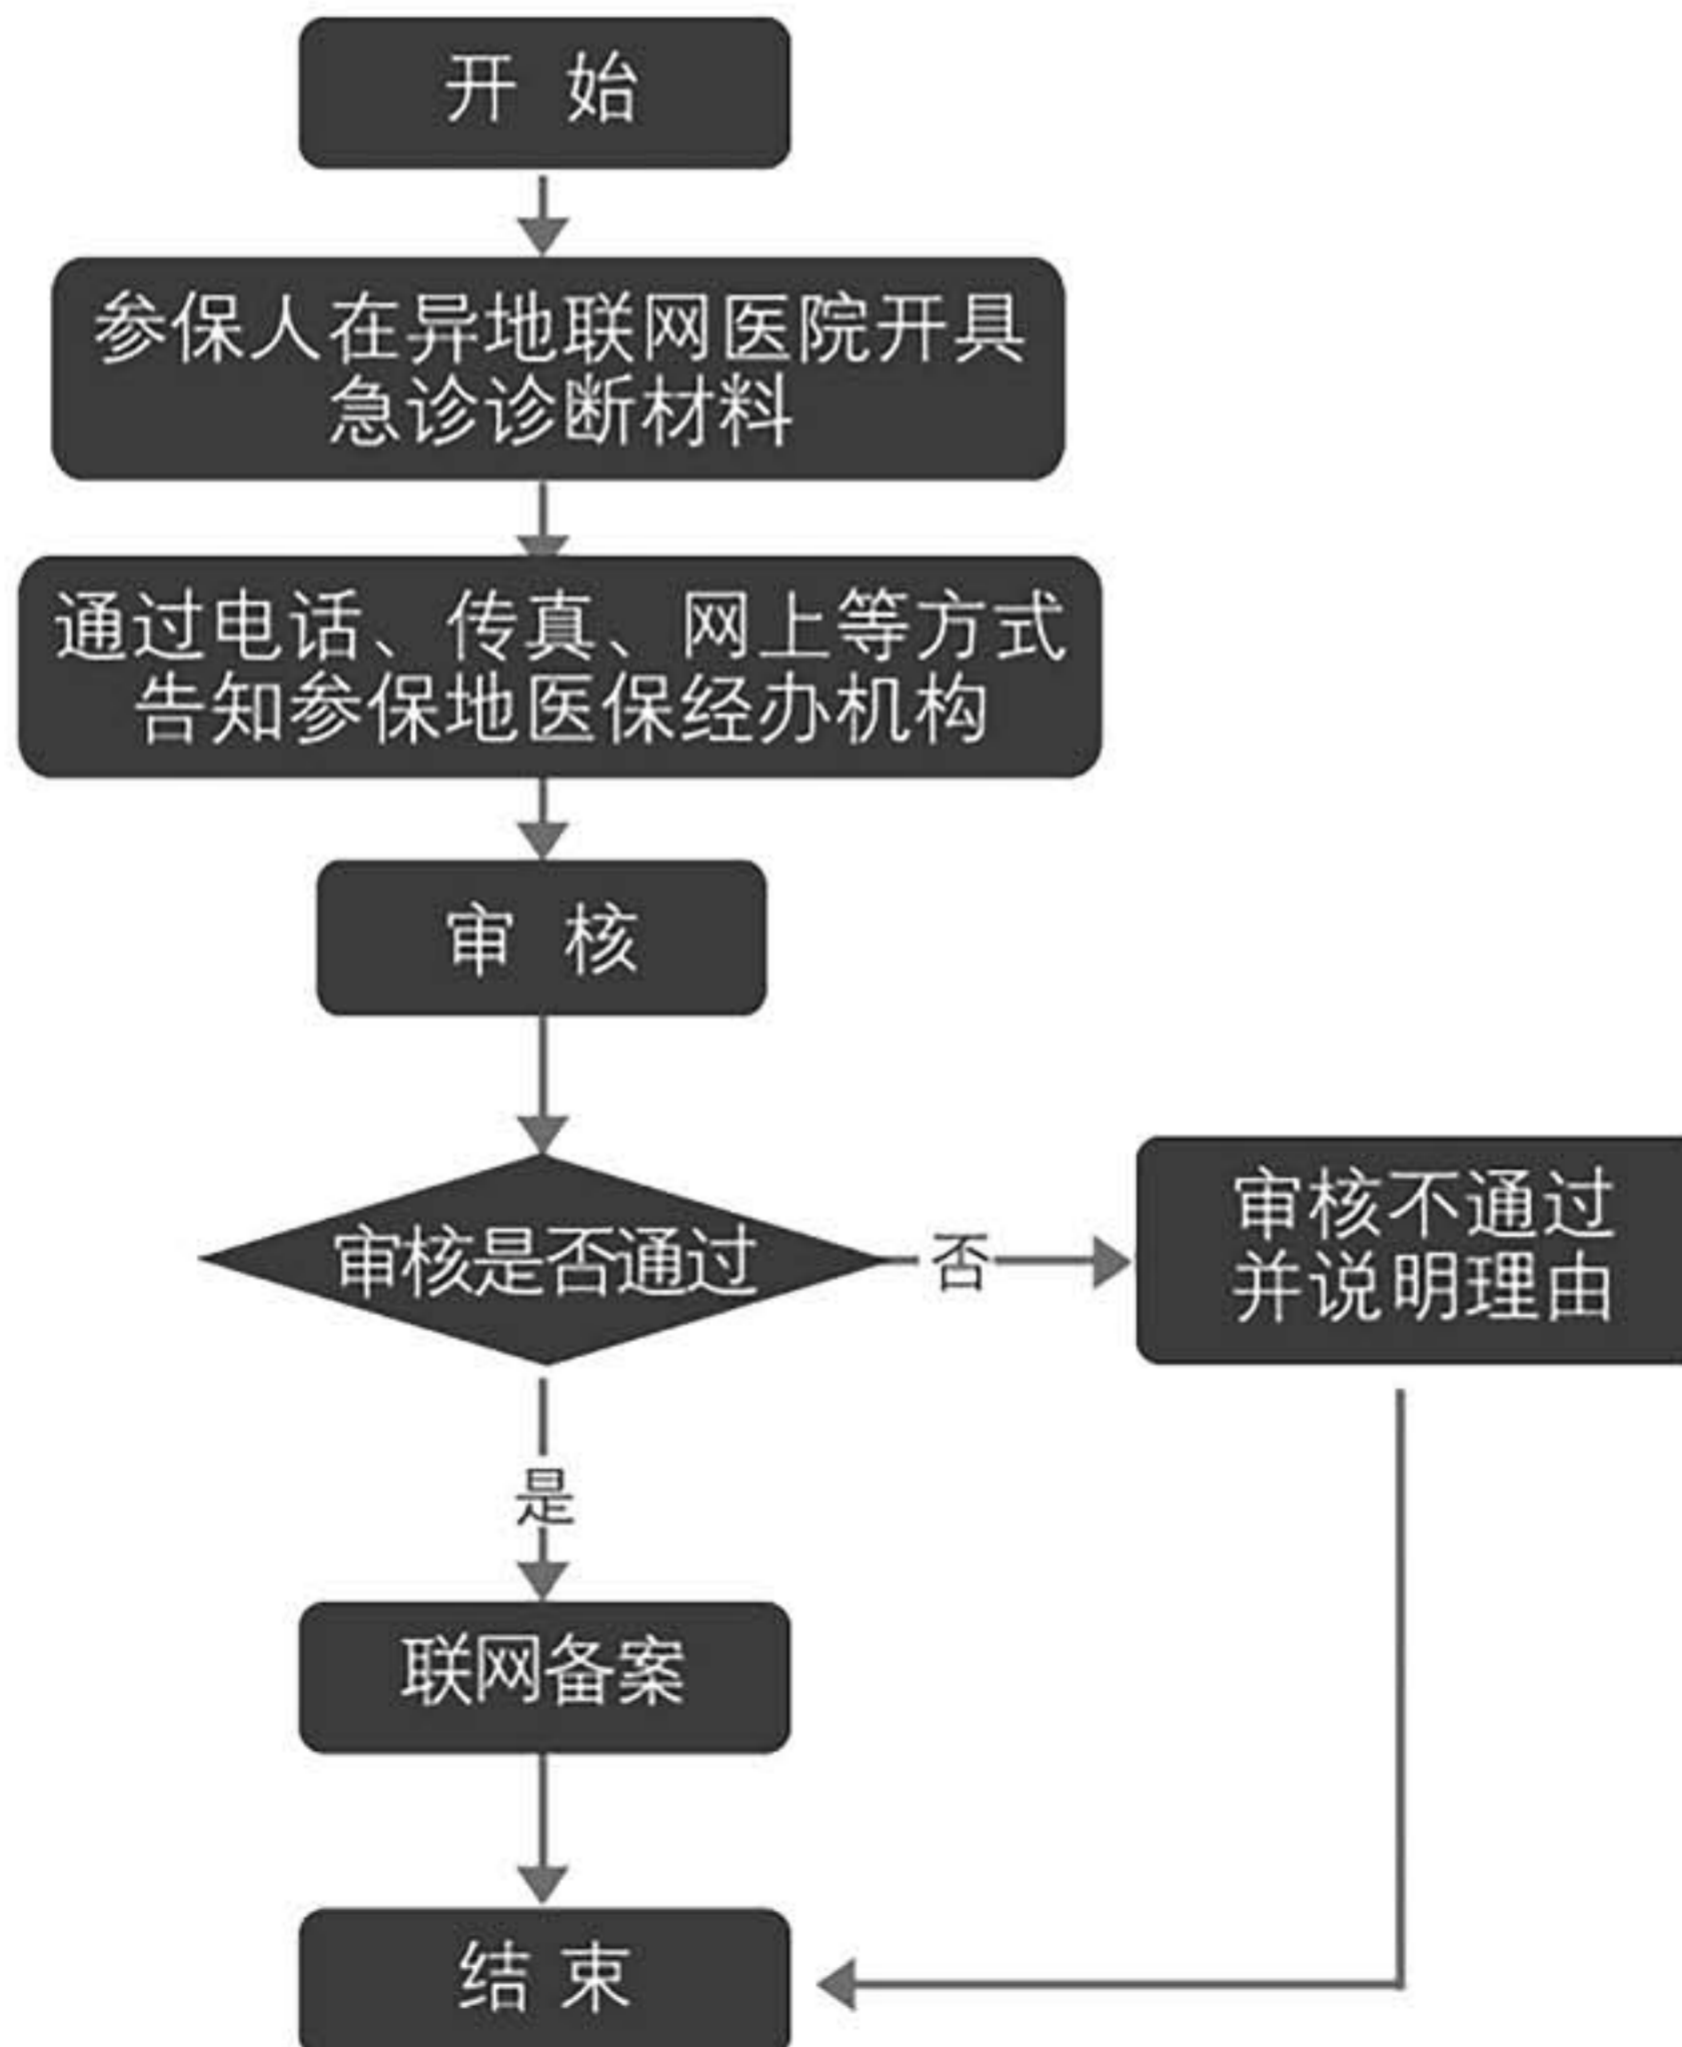 开 始
参保人在异地联网医院开具
急诊诊断材料
通过电话、传真、网上等方式
告知参保地医保经办机构
审 核
审核是否通过
否
审核不通过
并说明理由
是
联网备案
结 束